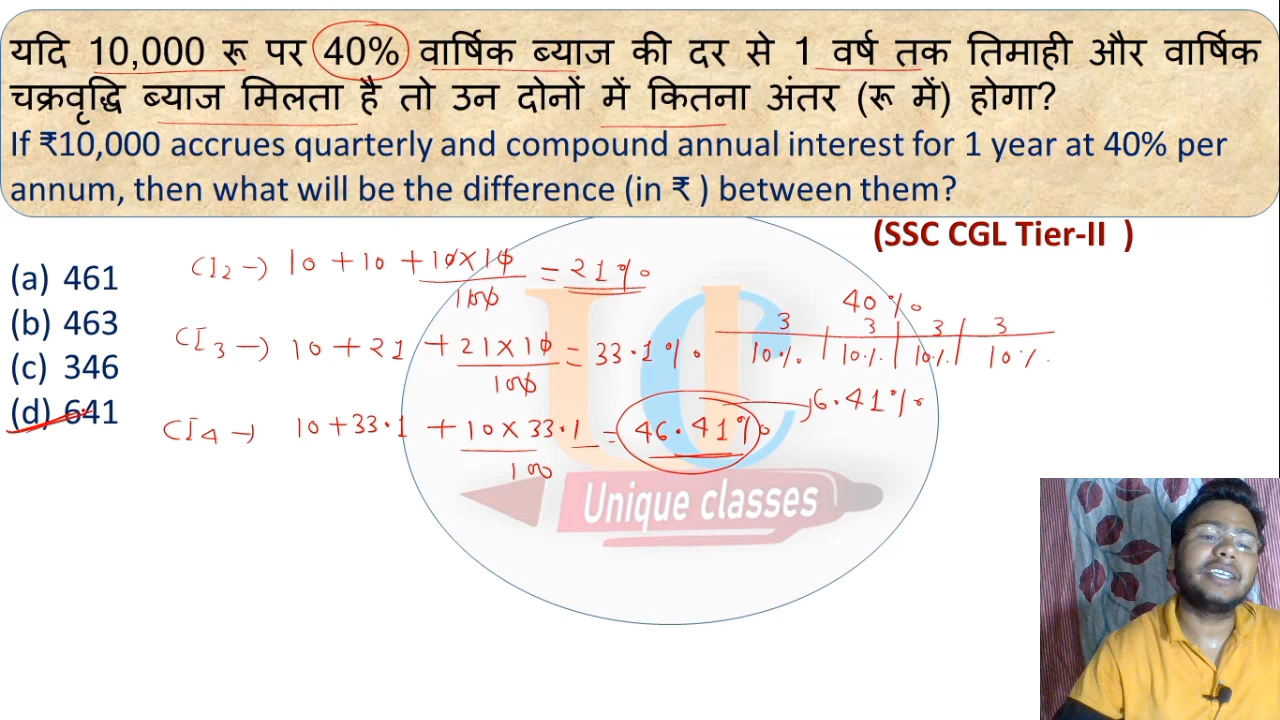 यदि 10,000 रू पर 40% वार्षिक ब्याज की दर से 1 वर्ष तक तिमाही और वार्षिक
चक्रवृद्धि ब्याज मिलता है तो उन दोनों में कितना अंतर (रू में) होगा?
If ₹10,000 accrues quarterly and compound annual interest for 1 year at 40% per
annum, then what will be the difference (in ₹ ) between them?
(SSC CGL Tier-II )
(a) 461
(b) 463
(c) 346
(d) 641
CI2 → 10 + 10 + 10×10/100 = 21%
CI3 → 10 + 21 + 21×10/100 = 33.1%
CI4 → 10+33.1 + 10×33.1/100 = 46.41%
40%
3 3 3 3
10% 10% 10% 10%
6.41%
UC
Unique classes